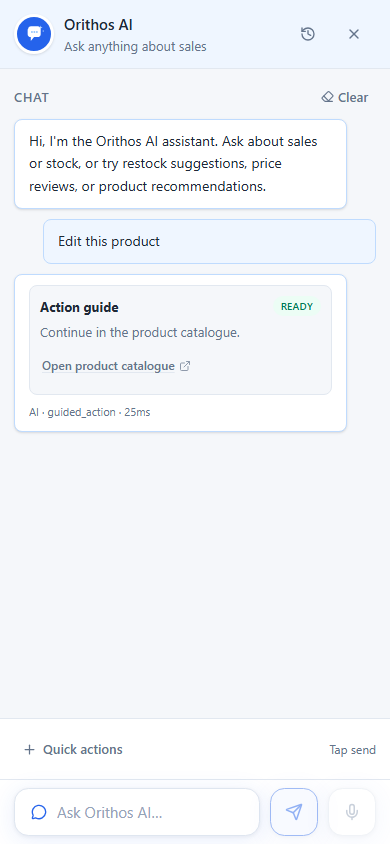 Orithos AI
Ask anything about sales
CHAT
Clear
Hi, I'm the Orithos AI assistant. Ask about sales
or stock, or try restock suggestions, price
reviews, or product recommendations.
Edit this product
Action guide
READY
Continue in the product catalogue.
Open product catalogue
AI · guided_action · 25ms
Quick actions
Tap send
Ask Orithos AI...